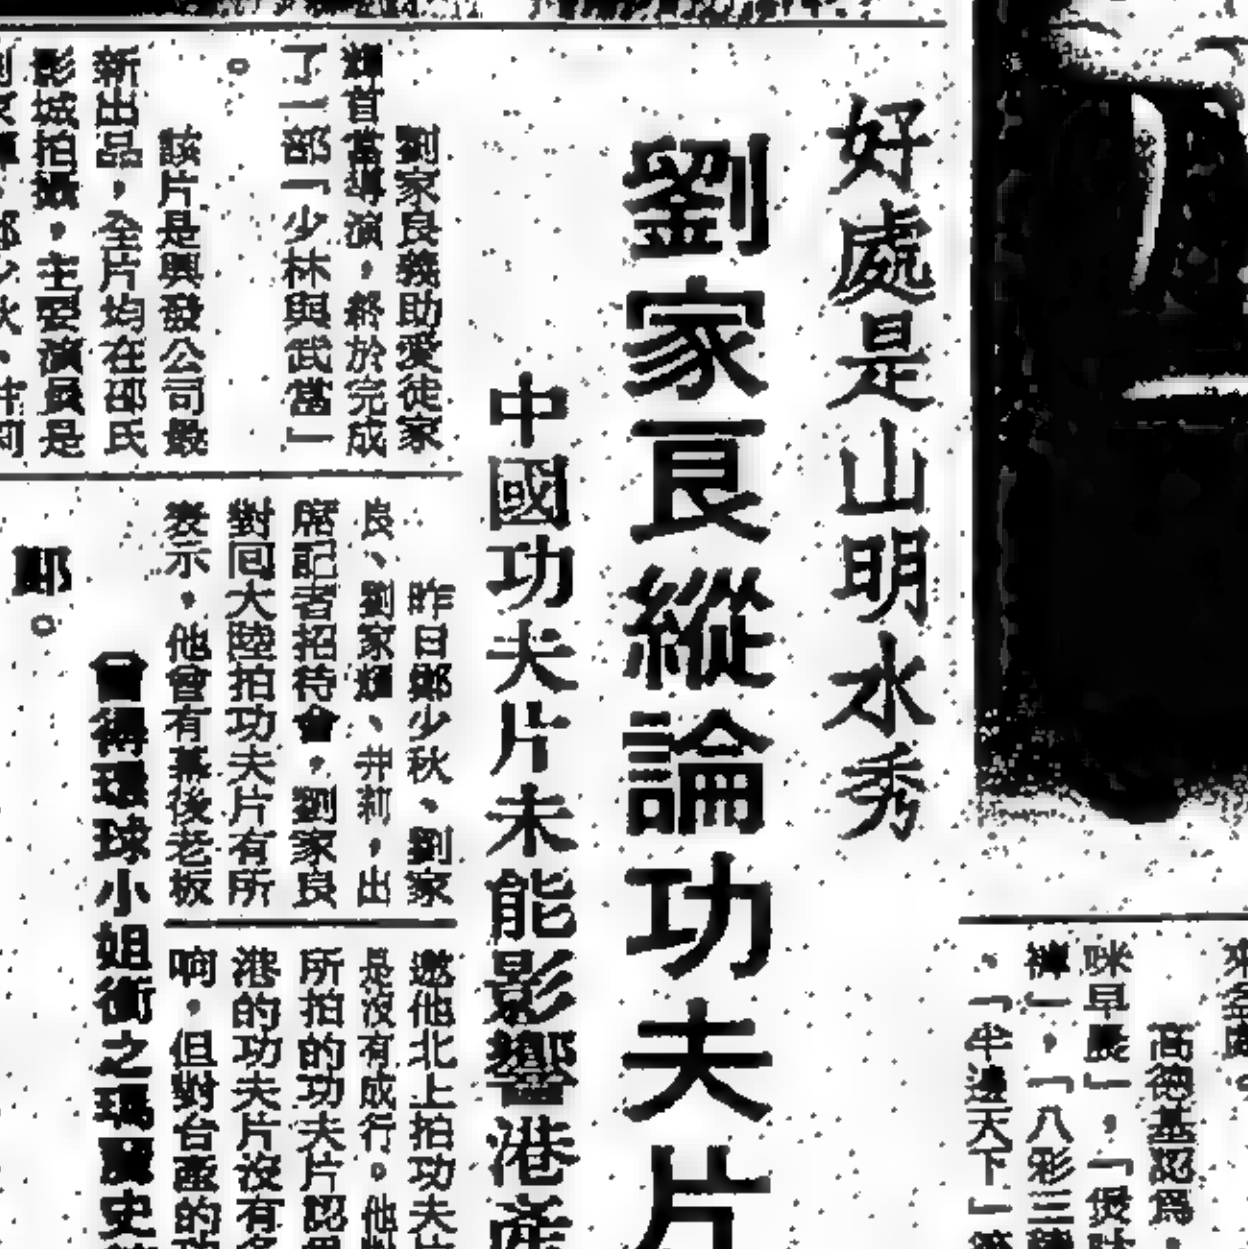 好處是山明水秀
劉家良縱論功夫片
中國功夫片未能影響港產
劉家良義助愛徒家
輝首當導演，終於完成
了一部「少林與武當」
。
該片是興發公司最
新出品，全片均在邵氏
影城拍攝，主要演員是
昨日鄭少秋、劉家
良、劉家輝、井莉，出
席記者招待會，劉家良
對回大陸拍功夫片有所
表示，他曾有幕後老板
邀他北上拍功夫片
是沒有成行。他
所拍的功夫片認
港的功夫片沒有
响，但對台產的功
耶。
曾得環球小姐銜之瑪
史
咪早晨」，「煲
褲」，「八彩三
，「半邊天下」
高德基認爲，